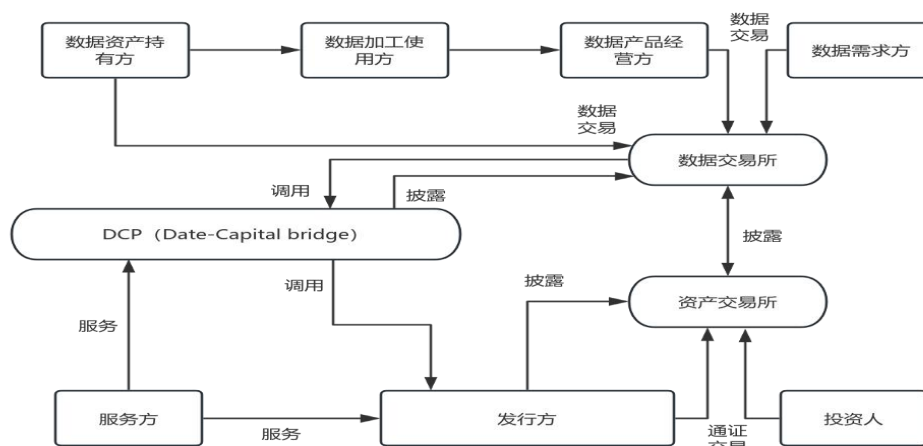 数据
交易
数据资产持
有方
数据加工使
用方
数据产品经
营方
数据需求方
数据
交易
数据交易所
调用
披露
DCP（Date-Capital bridge）
披露
调用
披露
资产交易所
服务
服务方
服务
发行方
通证
交易
投资人